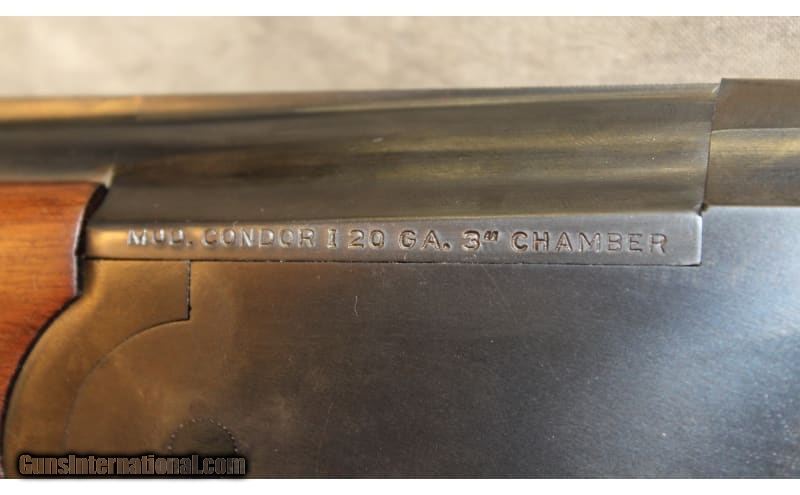 MOD. CONDOR I 20 GA. 3" CHAMBER
GunsInternational.com